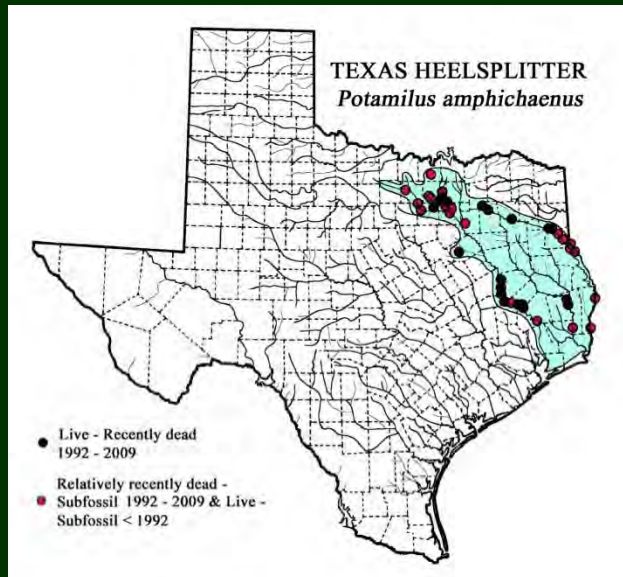 TEXAS HEELSPLITTER
Potamilus amphichaenus
Live - Recently dead
1992 - 2009
Relatively recently dead -
Subfossil 1992 - 2009 & Live -
Subfossil < 1992